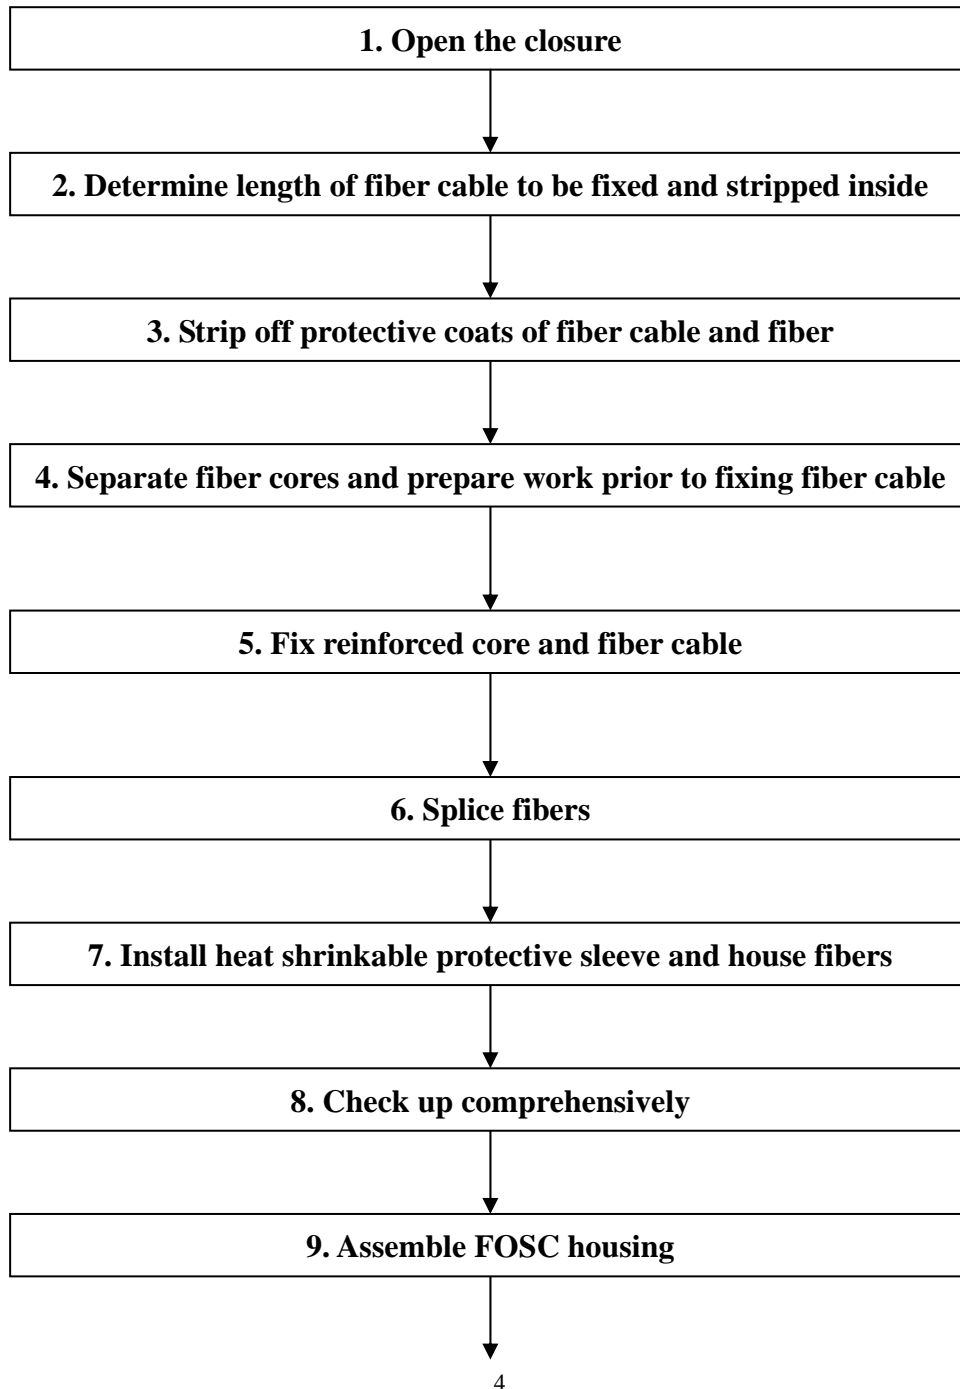 1. Open the closure
2. Determine length of fiber cable to be fixed and stripped inside
3. Strip off protective coats of fiber cable and fiber
4. Separate fiber cores and prepare work prior to fixing fiber cable
5. Fix reinforced core and fiber cable
6. Splice fibers
7. Install heat shrinkable protective sleeve and house fibers
8. Check up comprehensively
9. Assemble FOSC housing
4